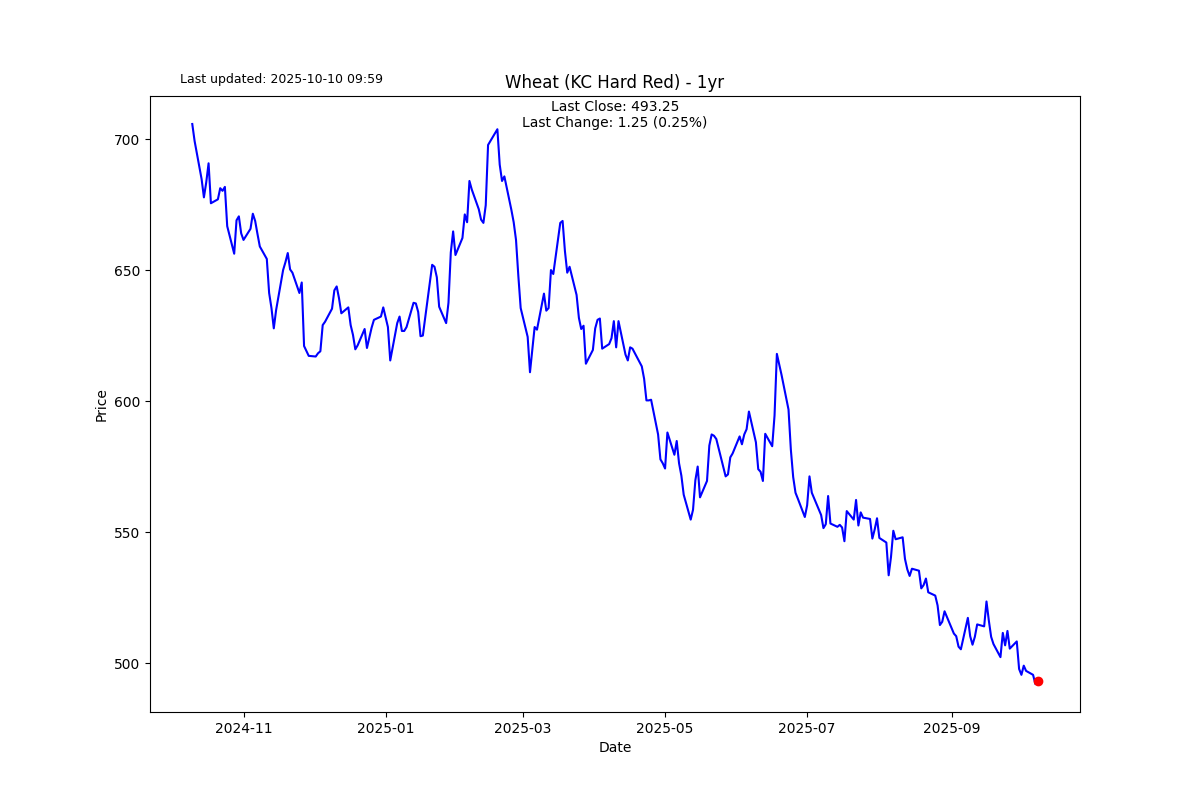 Last updated: 2025-10-10 09:59
Wheat (KC Hard Red) - 1yr
Last Close: 493.25
Last Change: 1.25 (0.25%)
700
650
600
550
500
Price
2024-11
2025-01
2025-03
2025-05
2025-07
2025-09
Date